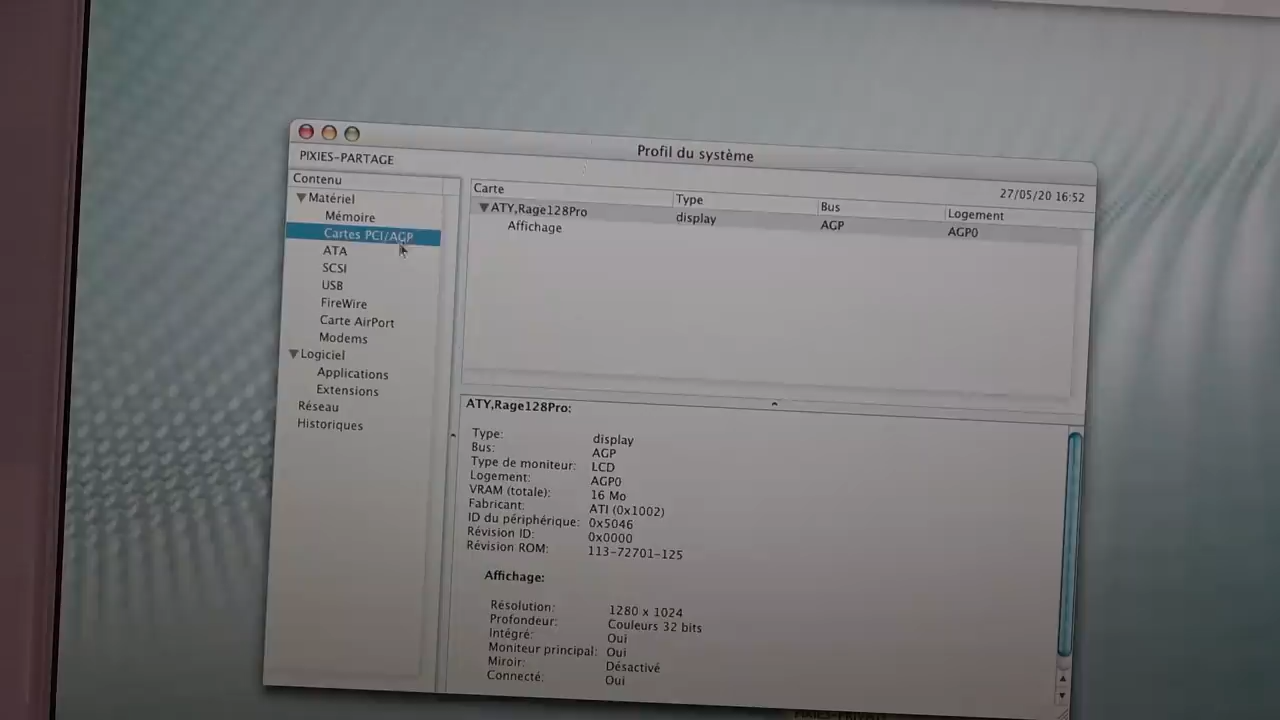 Profil du système
PIXIES-PARTAGE
27/05/20 16:52
Contenu
Matériel
Mémoire
Cartes PCI/AGP
ATA
SCSI
USB
FireWire
Carte AirPort
Modems
Logiciel
Applications
Extensions
Réseau
Historiques
Carte Type Bus Logement
ATY,Rage128Pro display AGP AGP0
Affichage
ATY,Rage128Pro:
Type: display
Bus: AGP
Type de moniteur: LCD
Logement: AGP0
VRAM (totale): 16 Mo
Fabricant: ATI (0x1002)
ID du périphérique: 0x5046
Révision ID: 0x0000
Révision ROM: 113-72701-125
Affichage:
Résolution: 1280 x 1024
Profondeur: Couleurs 32 bits
Intégré: Oui
Moniteur principal: Oui
Miroir: Désactivé
Connecté: Oui